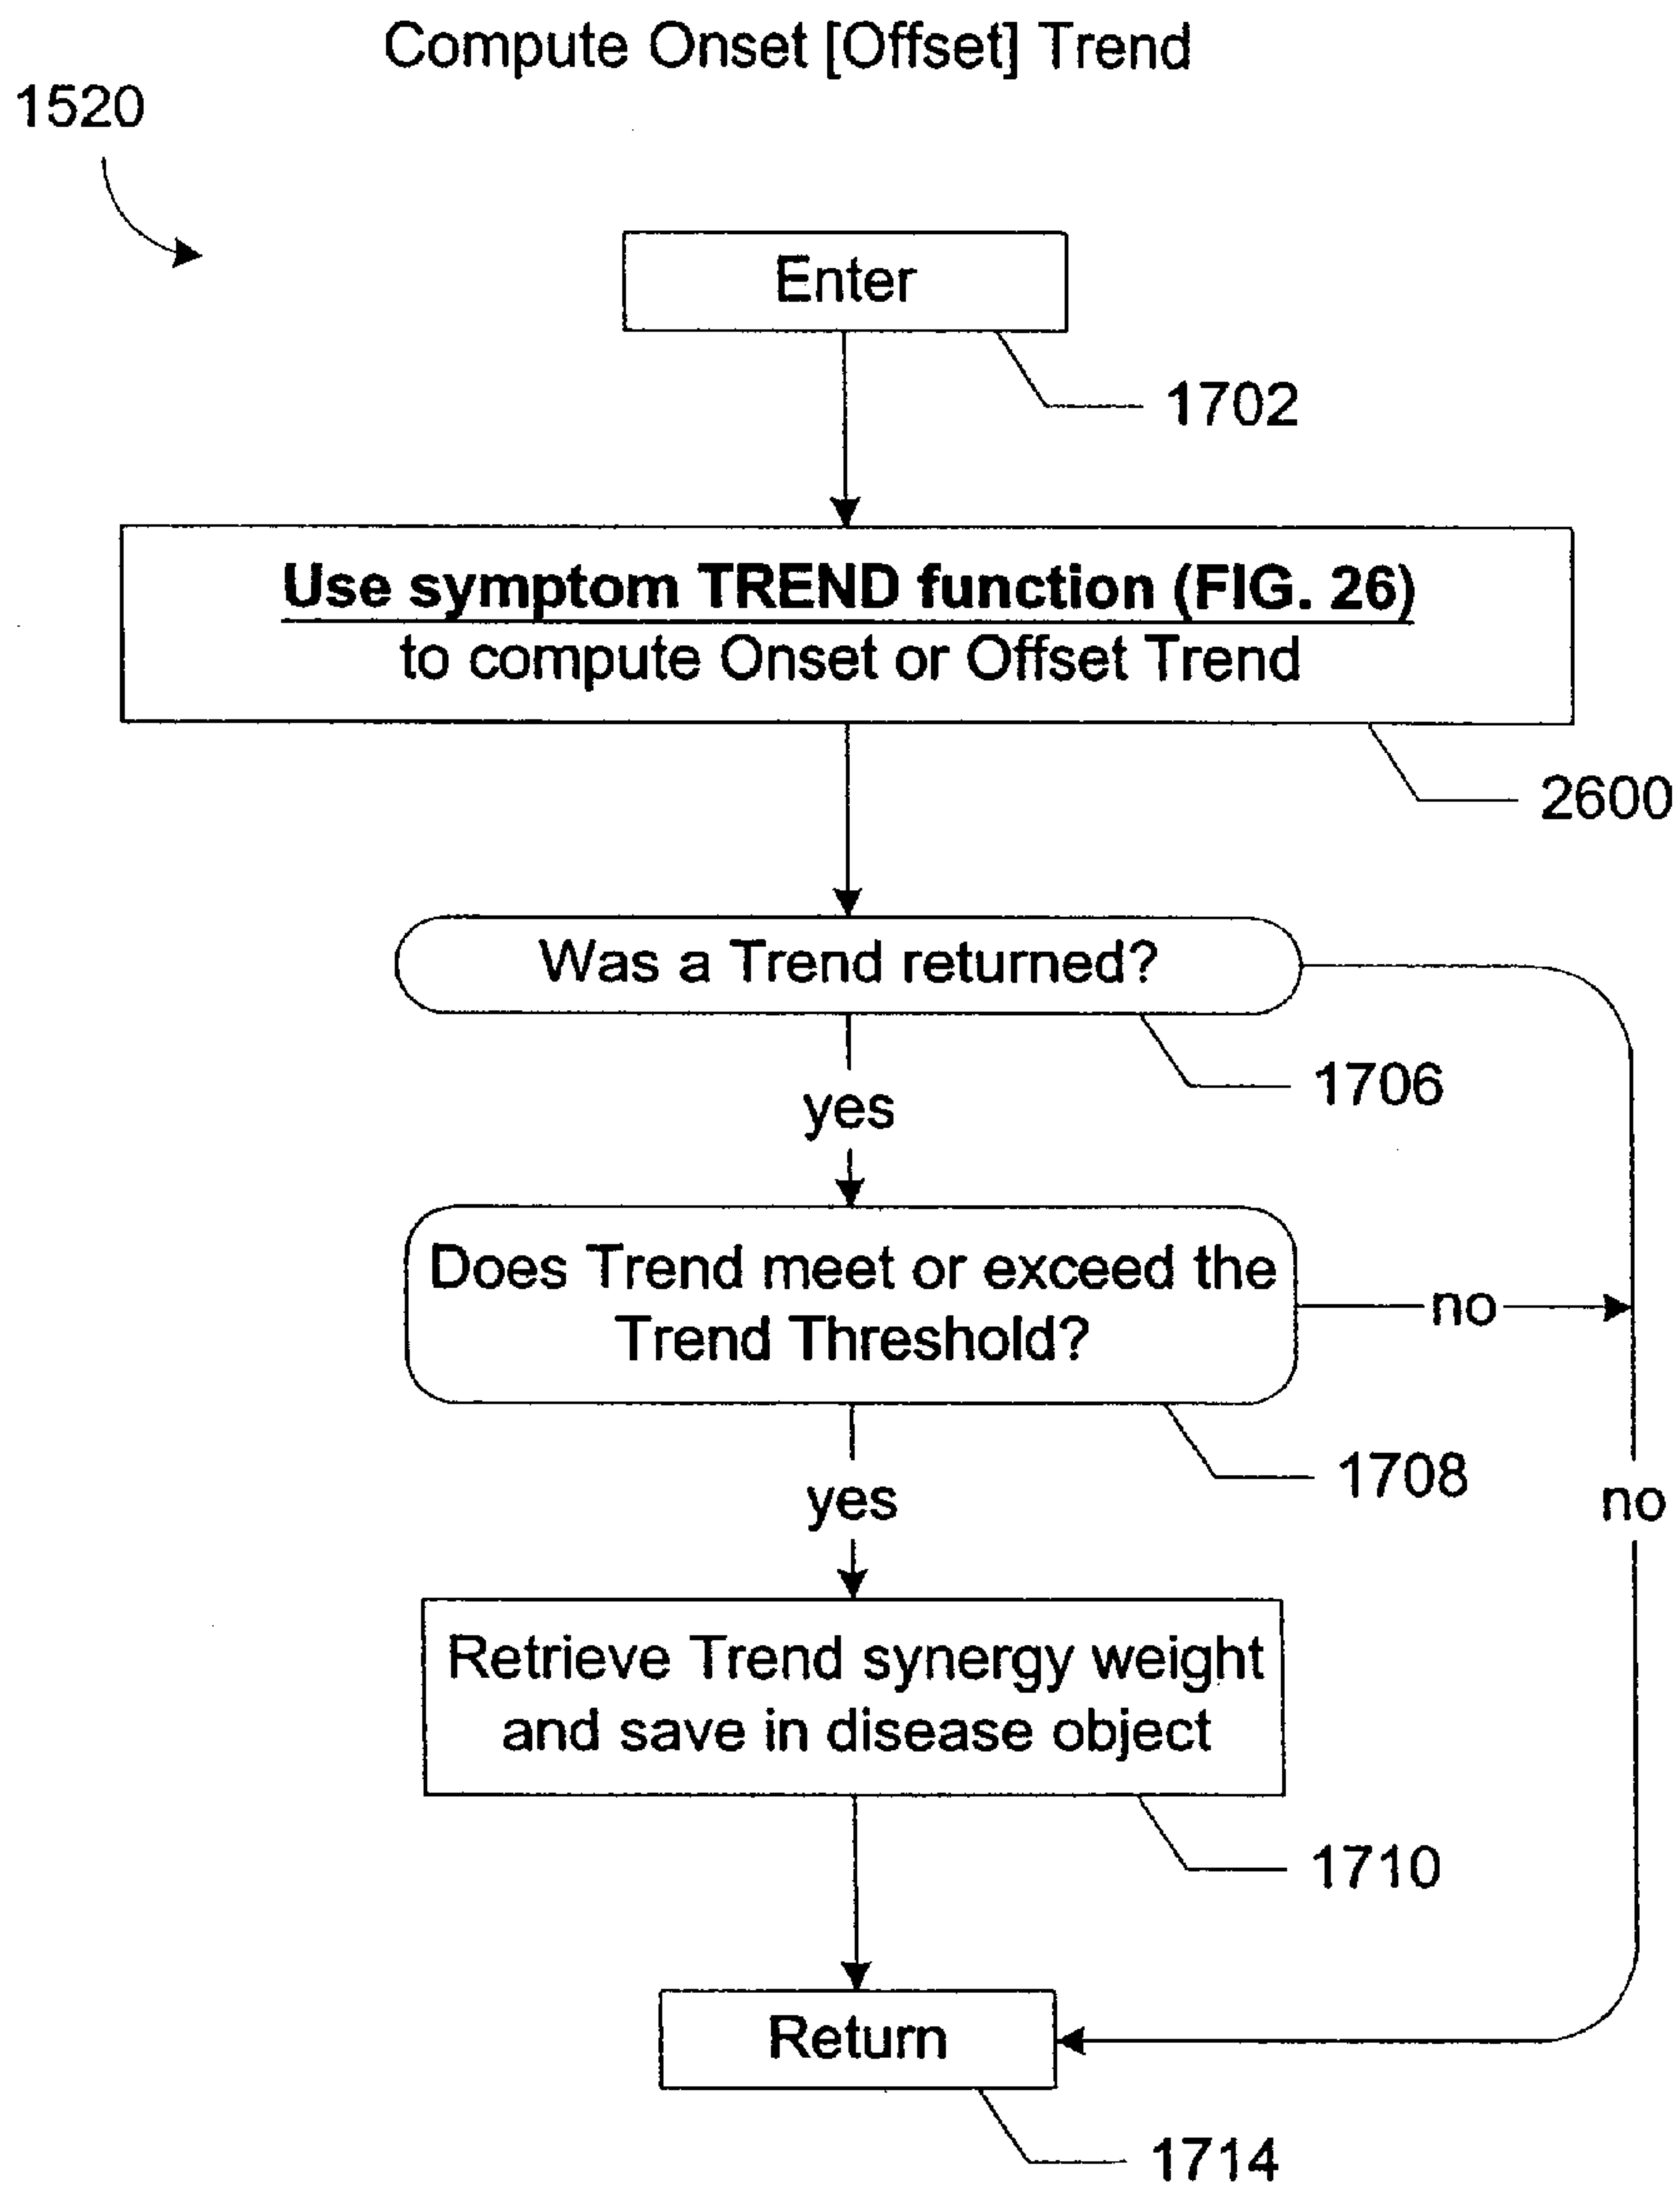 Compute Onset [Offset] Trend
1520
Enter
1702
Use symptom TREND function (FIG. 26)
to compute Onset or Offset Trend
2600
Was a Trend returned?
1706
yes
Does Trend meet or exceed the
Trend Threshold?
no
1708
yes
no
Retrieve Trend synergy weight
and save in disease object
1710
Return
1714